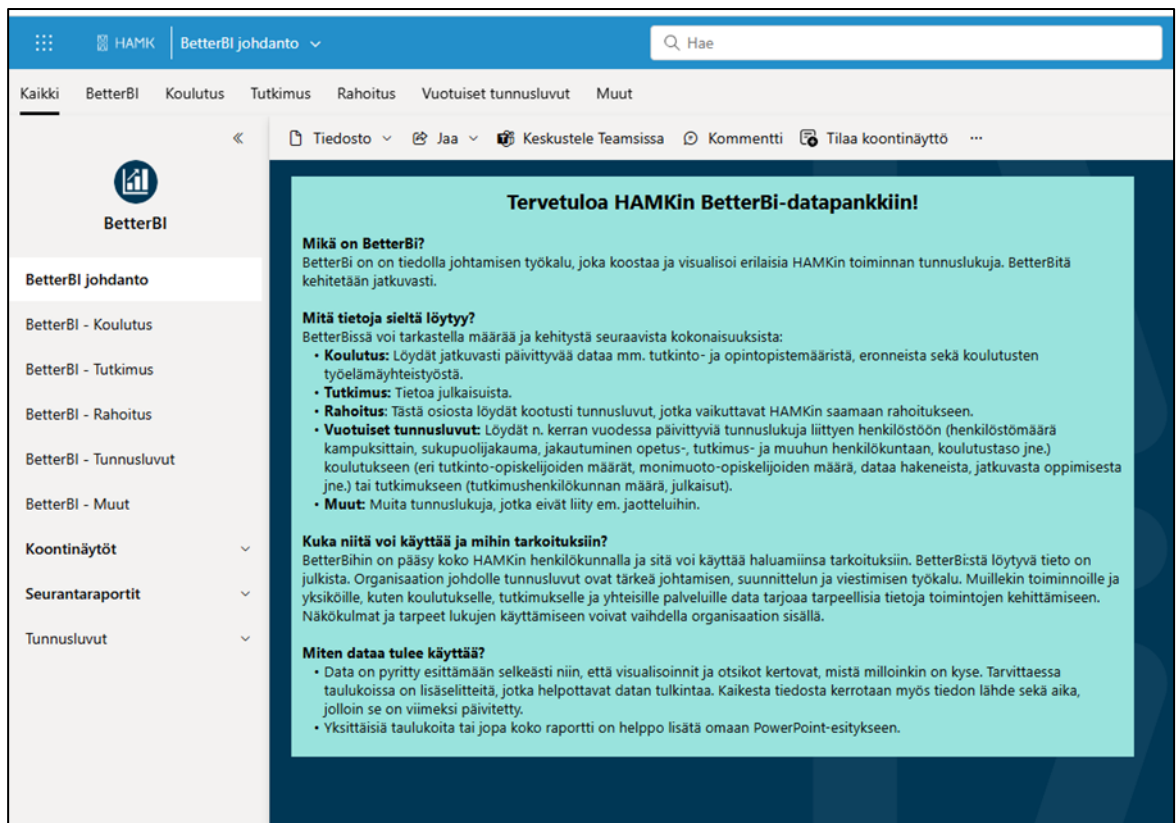 HAMK
BetterBI johdanto
Hae
Kaikki
BetterBI
Koulutus
Tutkimus
Rahoitus
Vuotuiset tunnusluvut
Muut
Tiedosto
Jaa
Keskustele Teamsissa
Kommentti
Tilaa koontinäyttö
BetterBI
BetterBI johdanto
BetterBI - Koulutus
BetterBI - Tutkimus
BetterBI - Rahoitus
BetterBI - Tunnusluvut
BetterBI - Muut
Koontinäytöt
Seurantaraportit
Tunnusluvut
Tervetuloa HAMKin BetterBi-datapankkiin!
Mikä on BetterBi?
BetterBi on on tiedolla johtamisen työkalu, joka koostaa ja visualisoi erilaisia HAMKin toiminnan tunnuslukuja. BetterBitä
kehitetään jatkuvasti.
Mitä tietoja sieltä löytyy?
BetterBissä voi tarkastella määrää ja kehitystä seuraavista kokonaisuuksista:
• Koulutus: Löydät jatkuvasti päivittyvää dataa mm. tutkinto- ja opintopistemääristä, eronneista sekä koulutusten
työelämäyhteistyöstä.
• Tutkimus: Tietoa julkaisuista.
• Rahoitus: Tästä osiosta löydät kootusti tunnusluvut, jotka vaikuttavat HAMKin saamaan rahoitukseen.
• Vuotuiset tunnusluvut: Löydät n. kerran vuodessa päivittyviä tunnuslukuja liittyen henkilöstöön (henkilöstömäärä
kampuksittain, sukupuolijakauma, jakautuminen opetus-, tutkimus- ja muuhun henkilökuntaan, koulutustaso jne.)
koulutukseen (eri tutkinto-opiskelijoiden määrät, monimuoto-opiskelijoiden määrä, dataa hakeneista, jatkuvasta oppimisesta
jne.) tai tutkimukseen (tutkimushenkilökunnan määrä, julkaisut).
• Muut: Muita tunnuslukuja, jotka eivät liity em. jaotteluihin.
Kuka niitä voi käyttää ja mihin tarkoituksiin?
BetterBihin on pääsy koko HAMKin henkilökunnalla ja sitä voi käyttää haluamiinsa tarkoituksiin. BetterBi:stä löytyvä tieto on
julkista. Organisaation johdolle tunnusluvut ovat tärkeä johtamisen, suunnittelun ja viestimisen työkalu. Muillekin toiminnoille ja
yksiköille, kuten koulutukselle, tutkimukselle ja yhteisille palveluille data tarjoaa tarpeellisia tietoja toimintojen kehittämiseen.
Näkökulmat ja tarpeet lukujen käyttämiseen voivat vaihdella organisaation sisällä.
Miten dataa tulee käyttää?
• Data on pyritty esittämään selkeästi niin, että visualisoinnit ja otsikot kertovat, mistä milloinkin on kyse. Tarvittaessa
taulukoissa on lisäselitteitä, jotka helpottavat datan tulkintaa. Kaikesta tiedosta kerrotaan myös tiedon lähde sekä aika,
jolloin se on viimeksi päivitetty.
• Yksittäisiä taulukoita tai jopa koko raportti on helppo lisätä omaan PowerPoint-esitykseen.